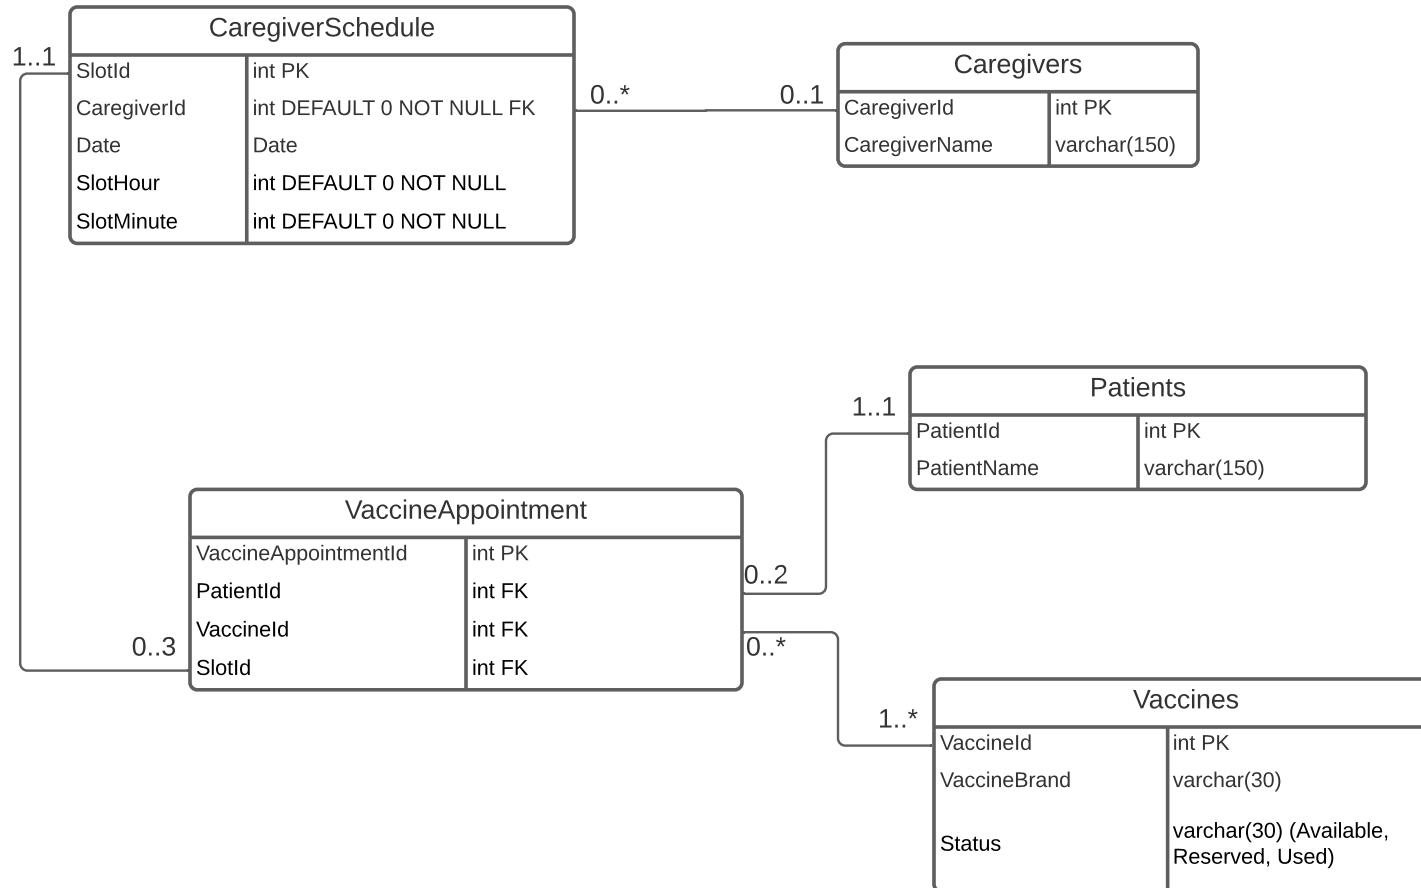 CaregiverSchedule
1..1
SlotId int PK
CaregiverId int DEFAULT 0 NOT NULL FK
Date Date
SlotHour int DEFAULT 0 NOT NULL
SlotMinute int DEFAULT 0 NOT NULL
0..* 0..1
Caregivers
CaregiverId int PK
CaregiverName varchar(150)
Patients
1..1
PatientId int PK
PatientName varchar(150)
VaccineAppointment
VaccineAppointmentId int PK
PatientId int FK
VaccineId int FK
SlotId int FK
0..2
0..*
0..3
Vaccines
1..*
VaccineId int PK
VaccineBrand varchar(30)
Status varchar(30) (Available,
Reserved, Used)